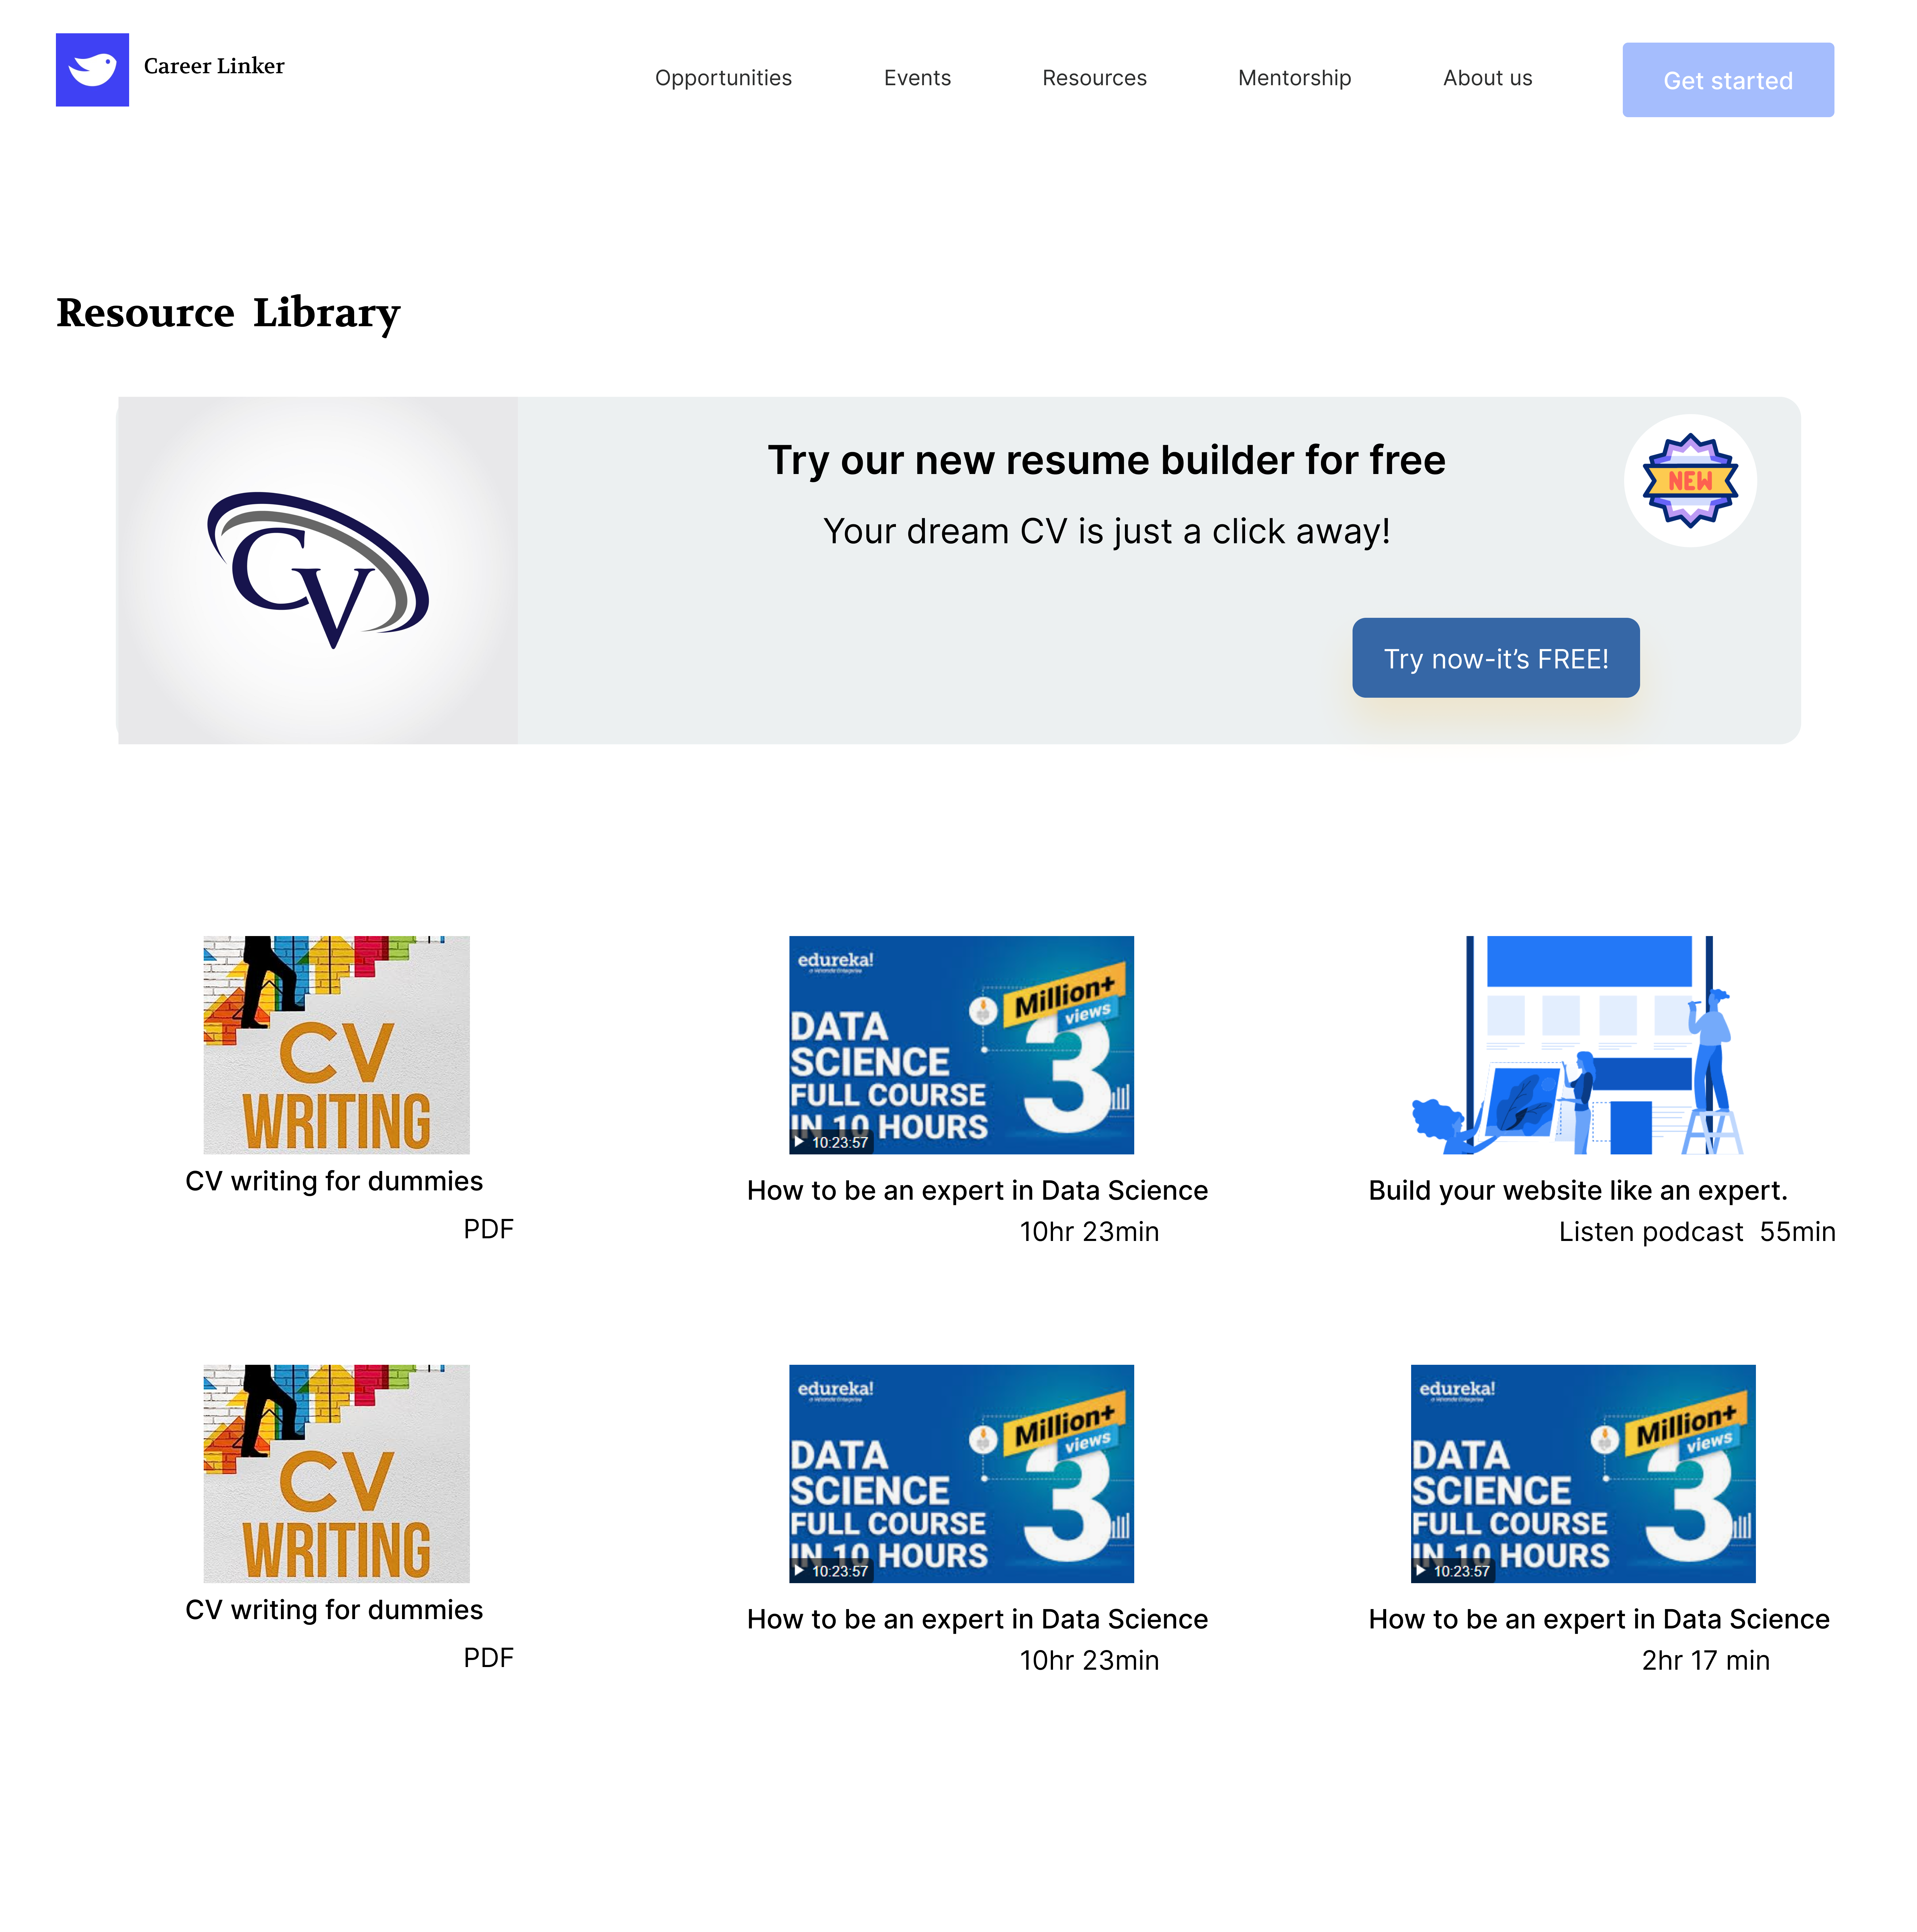 Career Linker
Opportunities
Events
Resources
Mentorship
About us
Get started
Resource Library
CV
Try our new resume builder for free
Your dream CV is just a click away!
NEW
Try now-it’s FREE!
CV
WRITING
CV writing for dummies
PDF
edureka!
Million+
views
DATA
SCIENCE
FULL COURSE
IN 10 HOURS
3
10:23:57
How to be an expert in Data Science
10hr 23min
Build your website like an expert.
Listen podcast 55min
CV
WRITING
CV writing for dummies
PDF
edureka!
Million+
views
DATA
SCIENCE
FULL COURSE
IN 10 HOURS
3
10:23:57
How to be an expert in Data Science
10hr 23min
edureka!
Million+
views
DATA
SCIENCE
FULL COURSE
IN 10 HOURS
3
10:23:57
How to be an expert in Data Science
2hr 17 min